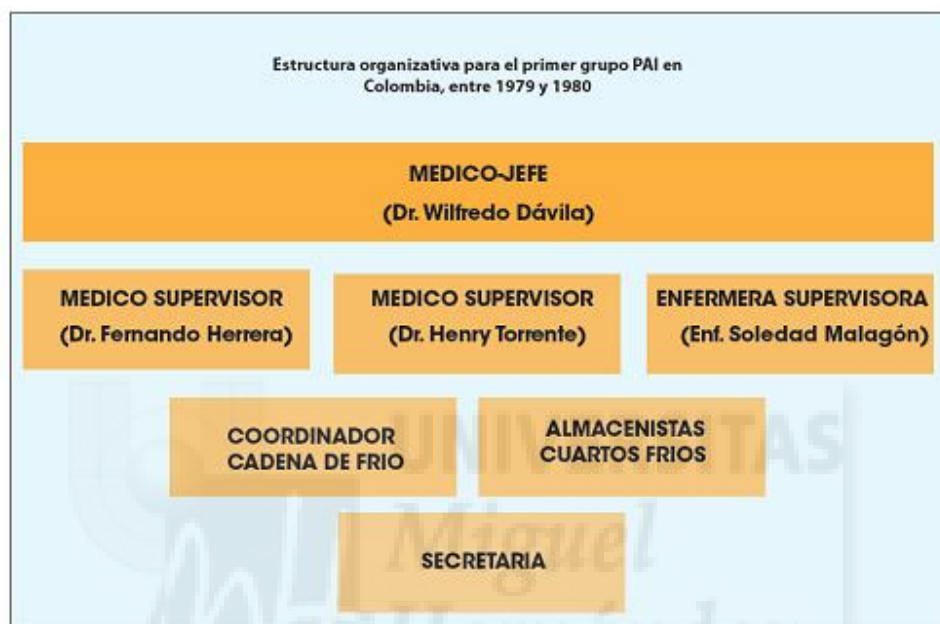 Estructura organizativa para el primer grupo PAI en
Colombia, entre 1979 y 1980
MEDICO-JEFE
(Dr. Wilfredo Dávila)
MEDICO SUPERVISOR
(Dr. Fernando Herrera)
MEDICO SUPERVISOR
(Dr. Henry Torrente)
ENFERMERA SUPERVISORA
(Enf. Soledad Malagón)
COORDINADOR
CADENA DE FRIO
ALMACENISTAS
CUARTOS FRIOS
UNIVERSITAS
Miguel
SECRETARIA